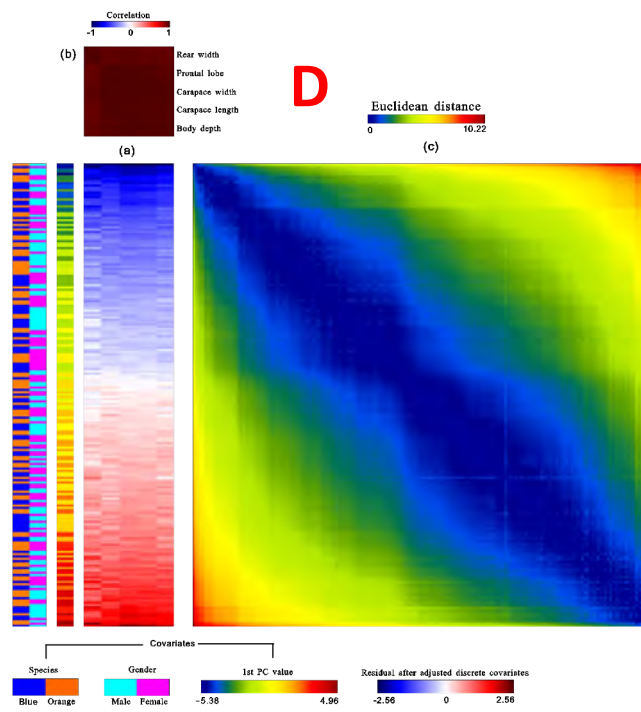 Correlation
-1 0 1
(b)
Rear width
Frontal lobe
Carapace width
Carapace length
Body depth
D
Euclidean distance
0 10.22
(a)
(c)
Covariates
Species
Blue Orange
Gender
Male Female
1st PC value
-5.38 4.96
Residual after adjusted discrete covariates
-2.56 0 2.56